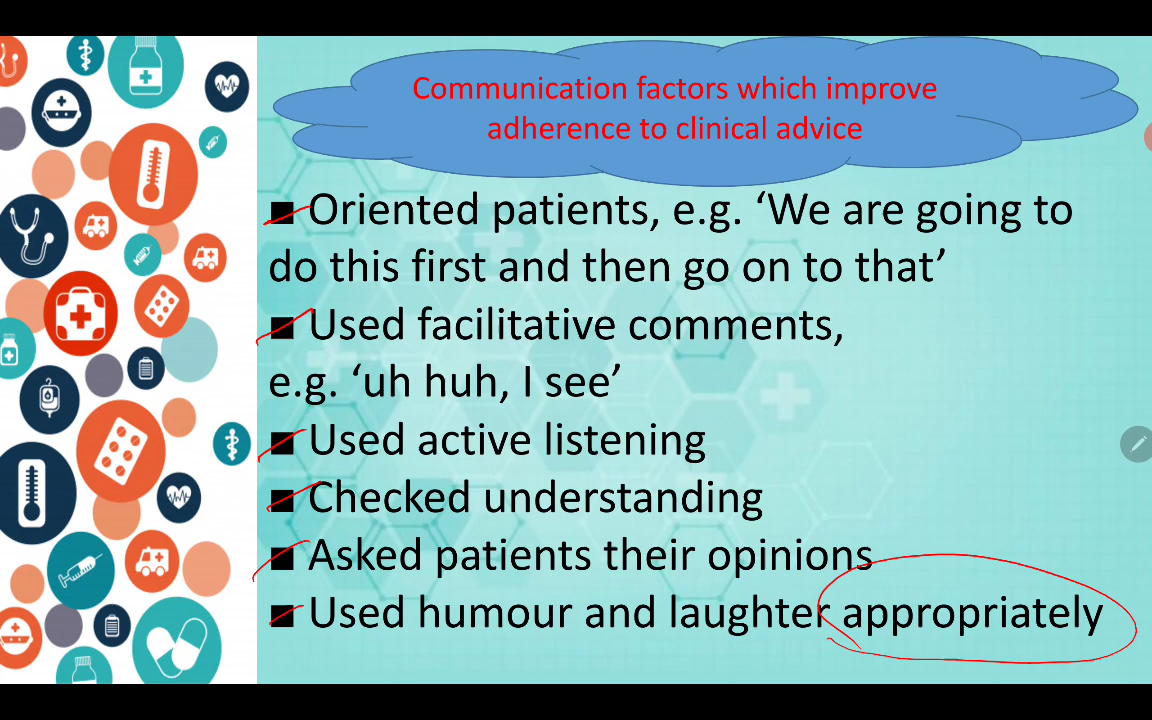 Communication factors which improve
adherence to clinical advice
■ Oriented patients, e.g. ‘We are going to
do this first and then go on to that’
■ Used facilitative comments,
e.g. ‘uh huh, I see’
■ Used active listening
■ Checked understanding
■ Asked patients their opinions
■ Used humour and laughter appropriately